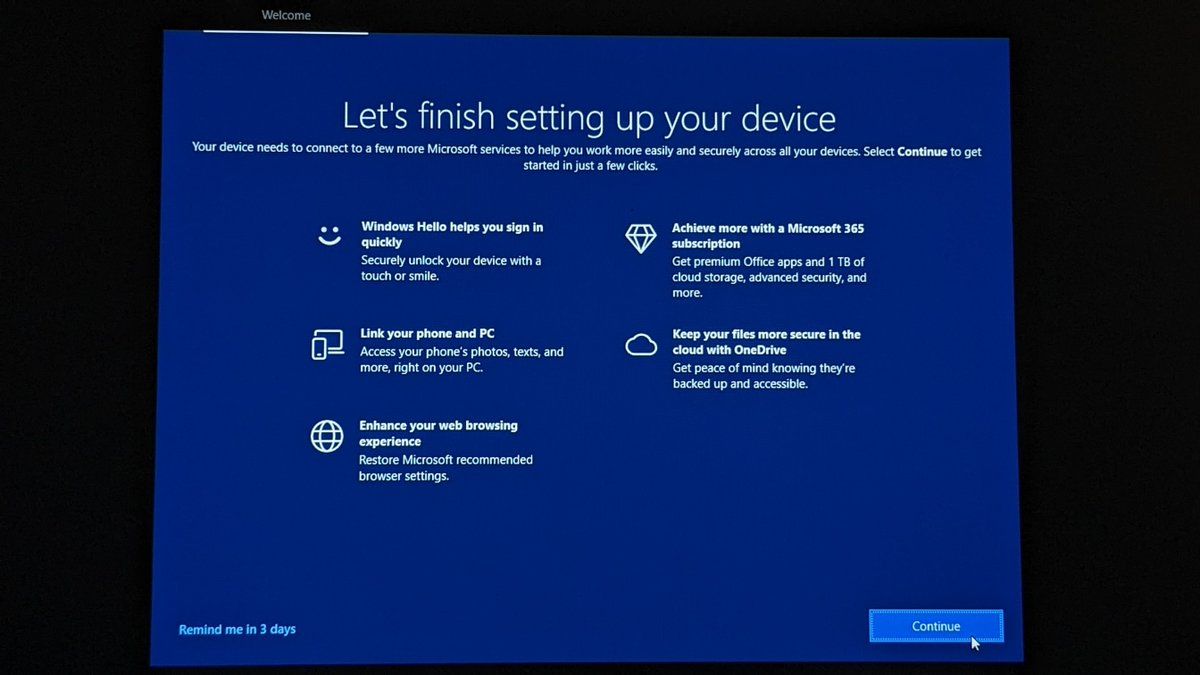 Welcome
Let's finish setting up your device
Your device needs to connect to a few more Microsoft services to help you work more easily and securely across all your devices. Select Continue to get
started in just a few clicks.
Windows Hello helps you sign in
quickly
Securely unlock your device with a
touch or smile.
Achieve more with a Microsoft 365
subscription
Get premium Office apps and 1 TB of
cloud storage, advanced security, and
more.
Link your phone and PC
Access your phone's photos, texts, and
more, right on your PC.
Keep your files more secure in the
cloud with OneDrive
Get peace of mind knowing they're
backed up and accessible.
Enhance your web browsing
experience
Restore Microsoft recommended
browser settings.
Remind me in 3 days
Continue